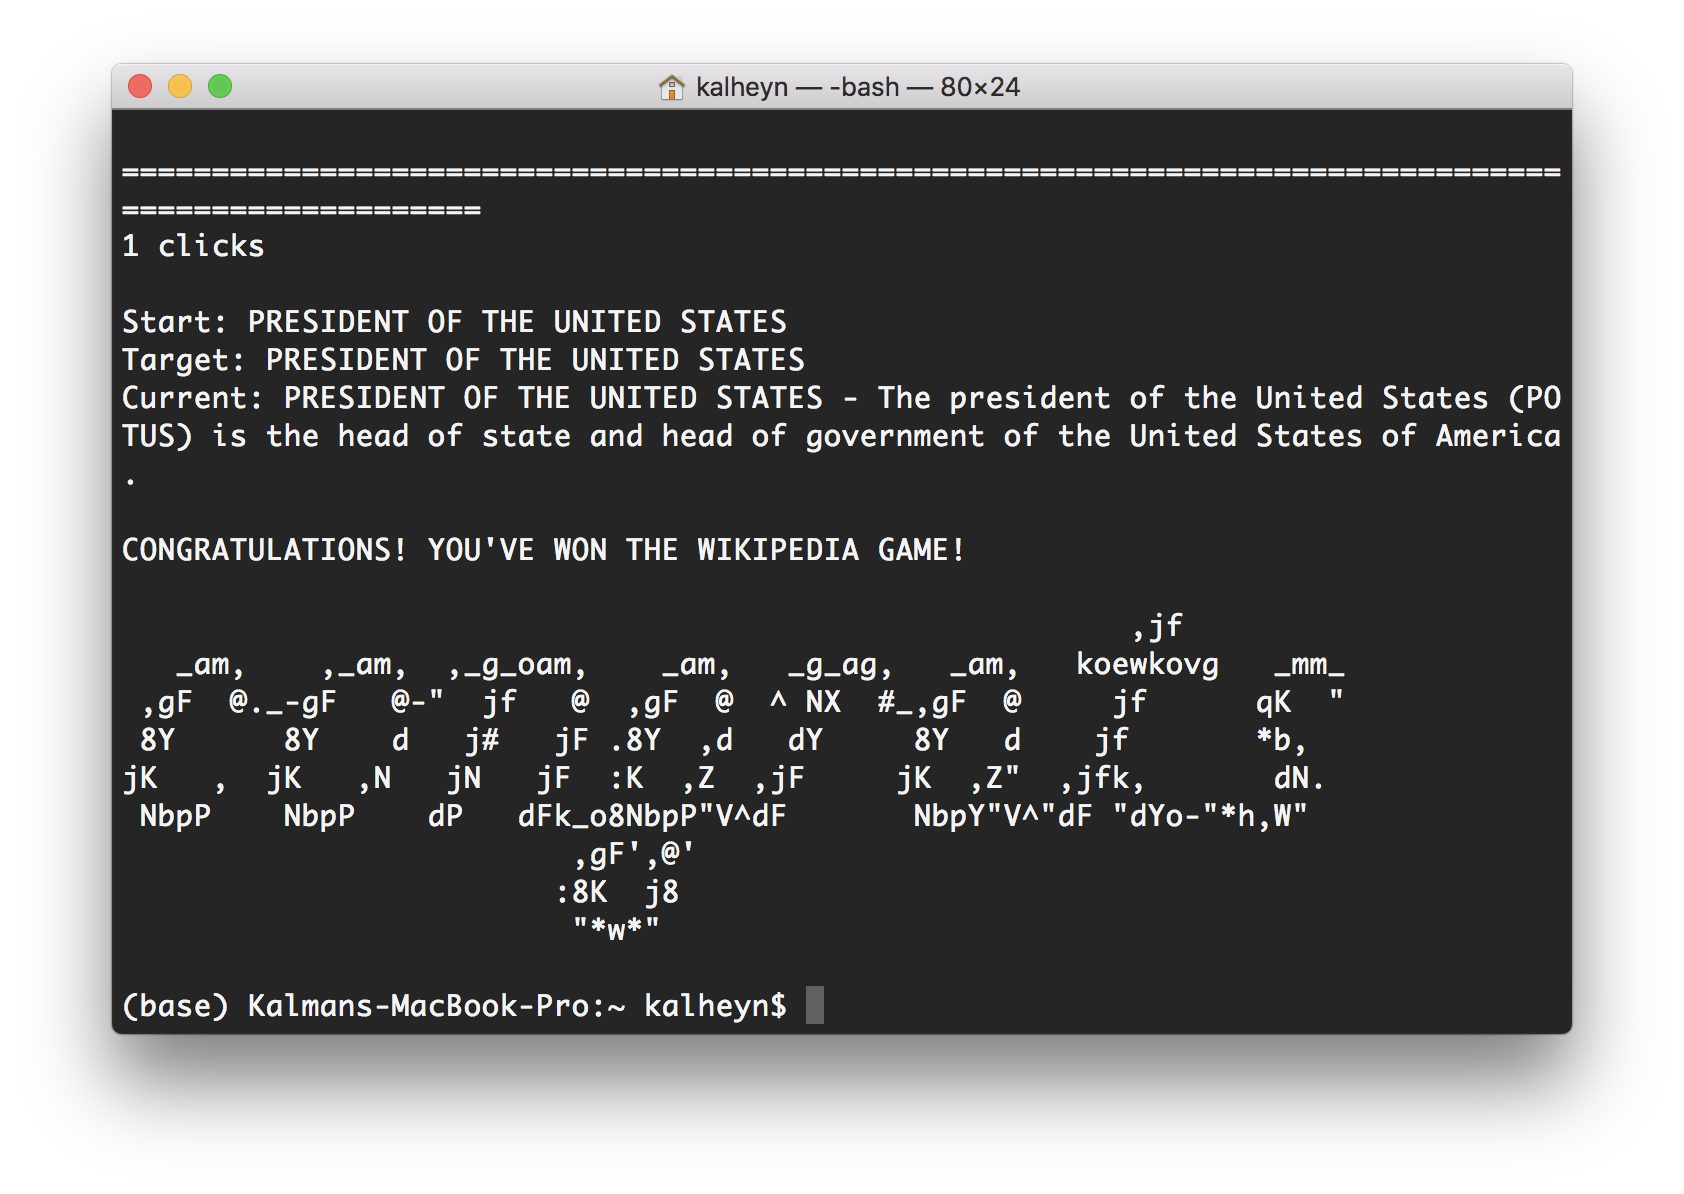 kalheyn — -bash — 80×24
================================================================================
====================
1 clicks
Start: PRESIDENT OF THE UNITED STATES
Target: PRESIDENT OF THE UNITED STATES
Current: PRESIDENT OF THE UNITED STATES - The president of the United States (PO
TUS) is the head of state and head of government of the United States of America
.
CONGRATULATIONS! YOU'VE WON THE WIKIPEDIA GAME!
                                                        ,jf
   _am,    ,_am,  ,_g_oam,    _am,   _g_ag,   _am,   koewkovg   _mm_
 ,gF  @._-gF   @-"  jf   @  ,gF  @  ^ NX  #_,gF  @     jf      qK  "
 8Y      8Y    d   j#   jF .8Y  ,d   dY     8Y   d    jf       *b,
jK   ,  jK   ,N   jN   jF  :K  ,Z  ,jF     jK  ,Z"  ,jfk,       dN.
 NbpP    NbpP    dP   dFk_o8NbpP"V^dF       NbpY"V^"dF "dYo-"*h,W"
                         ,gF',@'
                        :8K  j8
                         "*w*"
(base) Kalmans-MacBook-Pro:~ kalheyn$